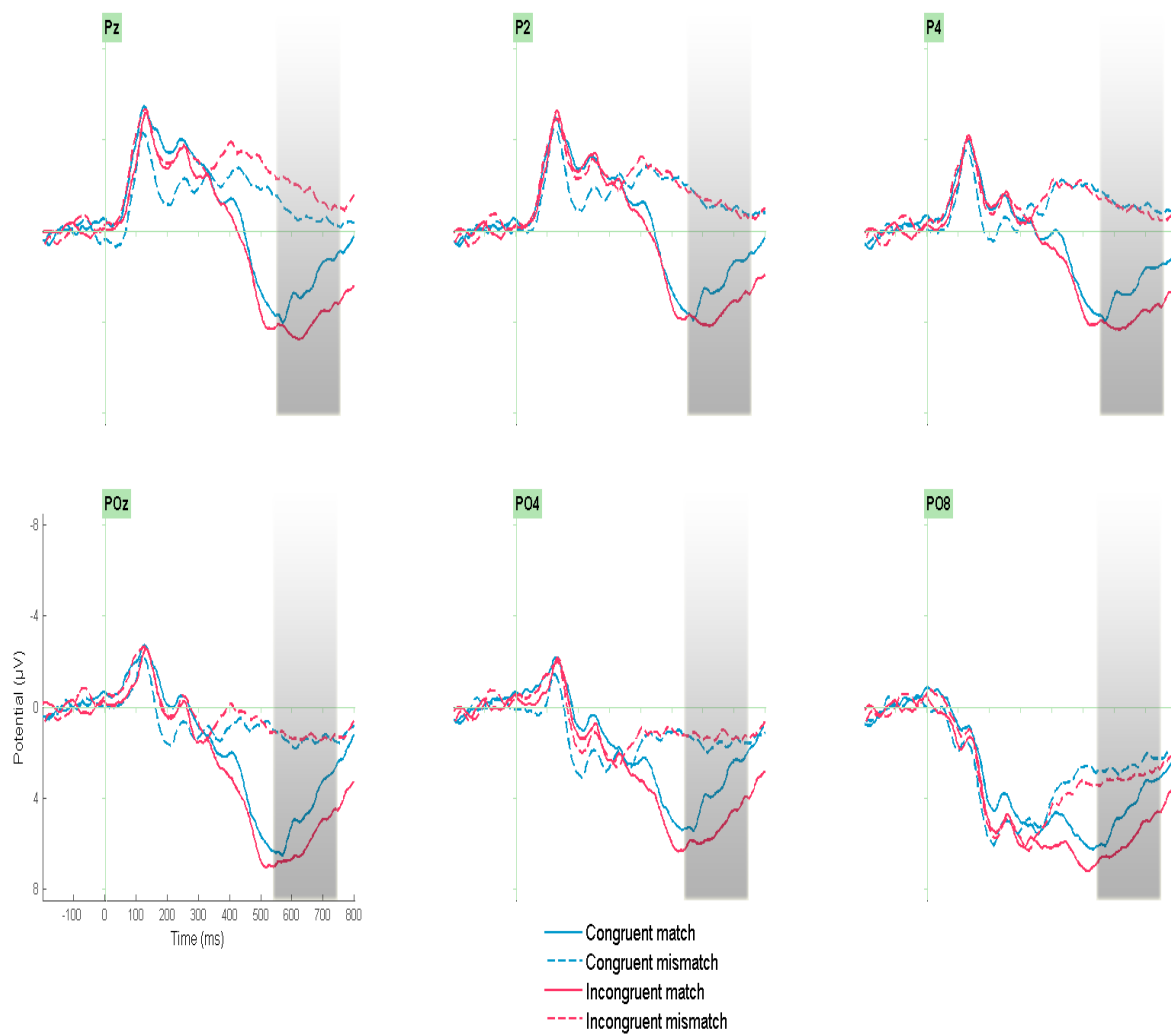 Pz
P2
P4
POz
PO4
PO8
-8
-4
0
4
8
Potential (µV)
-100 0 100 200 300 400 500 600 700 800
Time (ms)
Congruent match
Congruent mismatch
Incongruent match
Incongruent mismatch